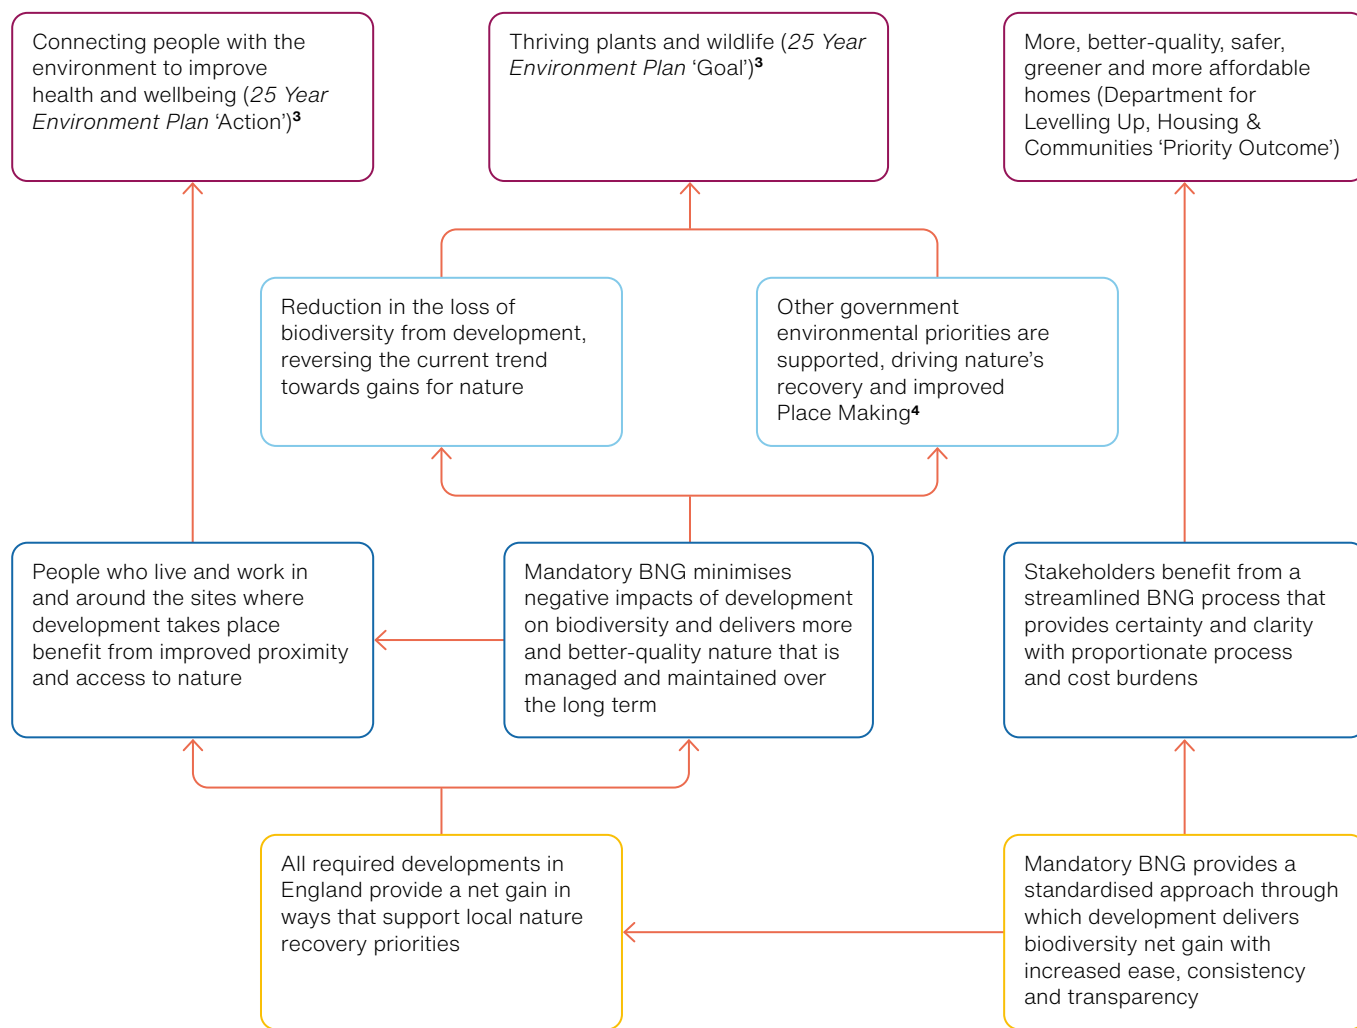 Connecting people with the
environment to improve
health and wellbeing (25 Year
Environment Plan ‘Action’)3
Thriving plants and wildlife (25 Year
Environment Plan ‘Goal’)3
More, better-quality, safer,
greener and more affordable
homes (Department for
Levelling Up, Housing &
Communities ‘Priority Outcome’)
Reduction in the loss of
biodiversity from development,
reversing the current trend
towards gains for nature
Other government
environmental priorities are
supported, driving nature’s
recovery and improved
Place Making4
People who live and work in
and around the sites where
development takes place
benefit from improved proximity
and access to nature
Mandatory BNG minimises
negative impacts of development
on biodiversity and delivers more
and better-quality nature that is
managed and maintained over
the long term
Stakeholders benefit from a
streamlined BNG process that
provides certainty and clarity
with proportionate process
and cost burdens
All required developments in
England provide a net gain in
ways that support local nature
recovery priorities
Mandatory BNG provides a
standardised approach through
which development delivers
biodiversity net gain with
increased ease, consistency
and transparency